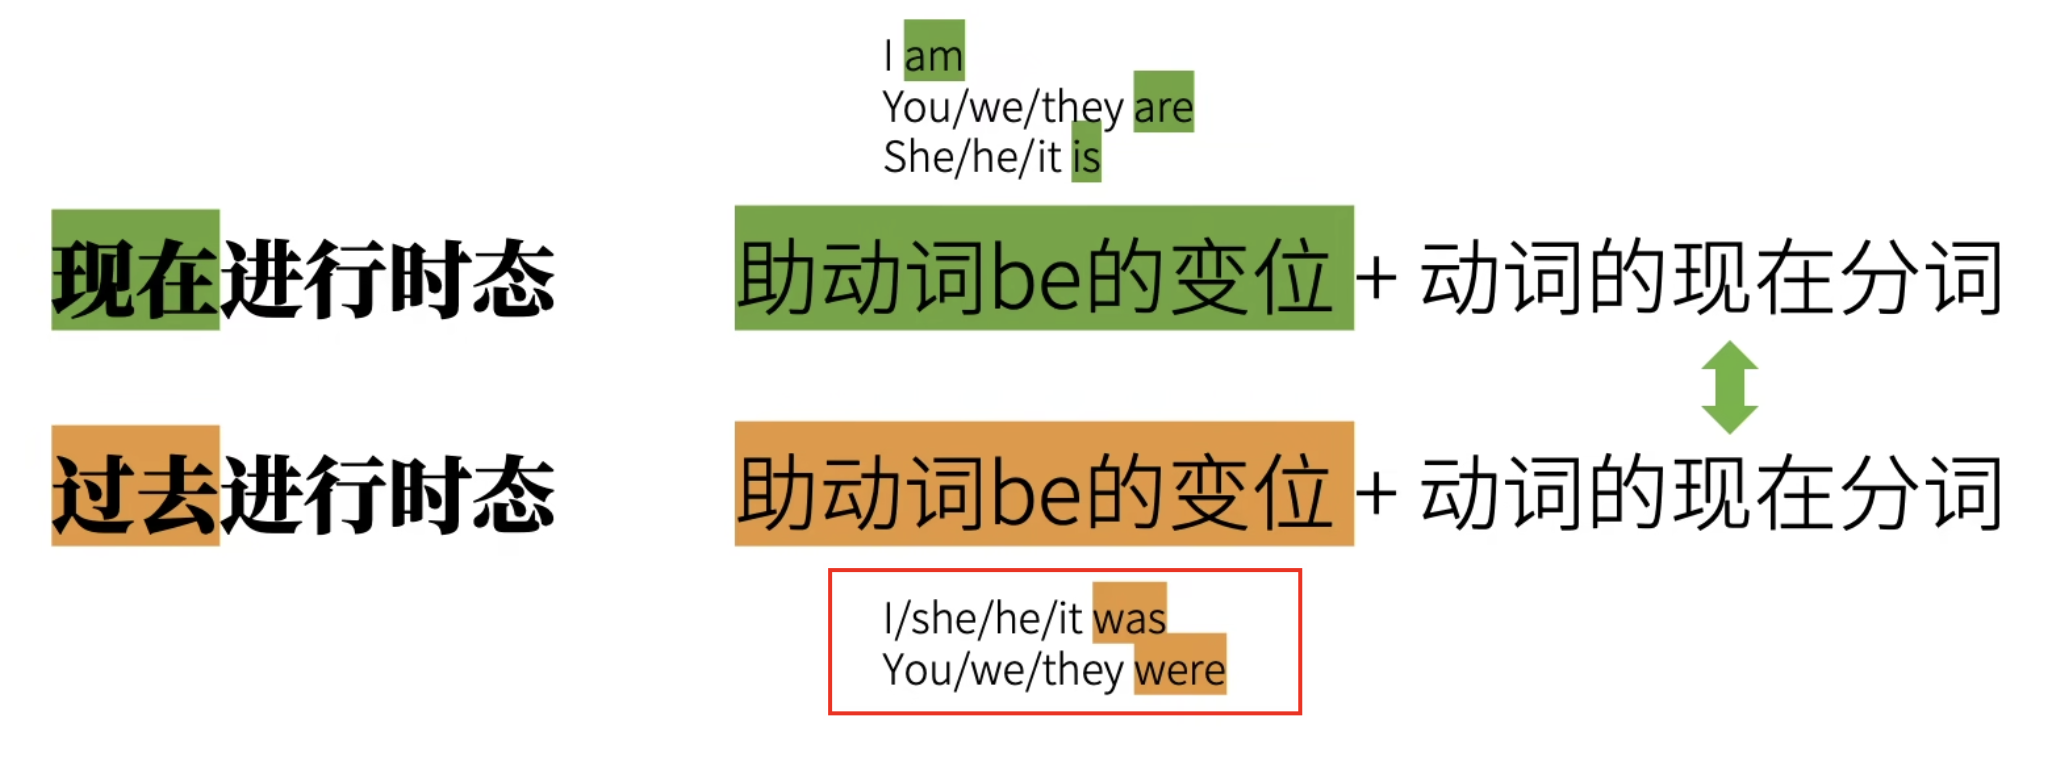 I am
You/we/they are
She/he/it is
现在进行时态 助动词be的变位 + 动词的现在分词
过去进行时态 助动词be的变位 + 动词的现在分词
I/she/he/it was
You/we/they were